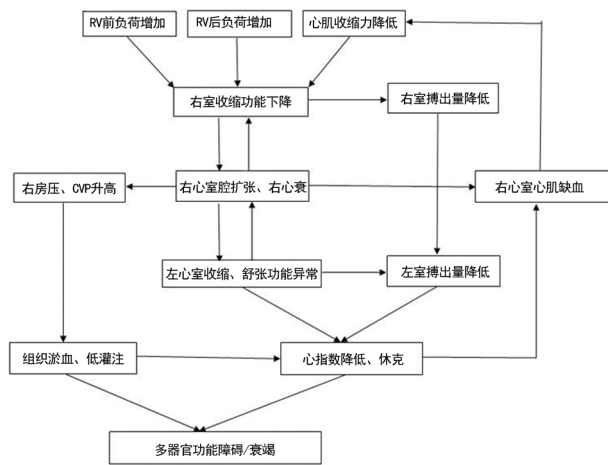 RV前负荷增加
RV后负荷增加
心肌收缩力降低
右室收缩功能下降
右室搏出量降低
右房压、CVP升高
右心室腔扩张、右心衰
右心室心肌缺血
左心室收缩、舒张功能异常
左室搏出量降低
组织淤血、低灌注
心指数降低、休克
多器官功能障碍/衰竭